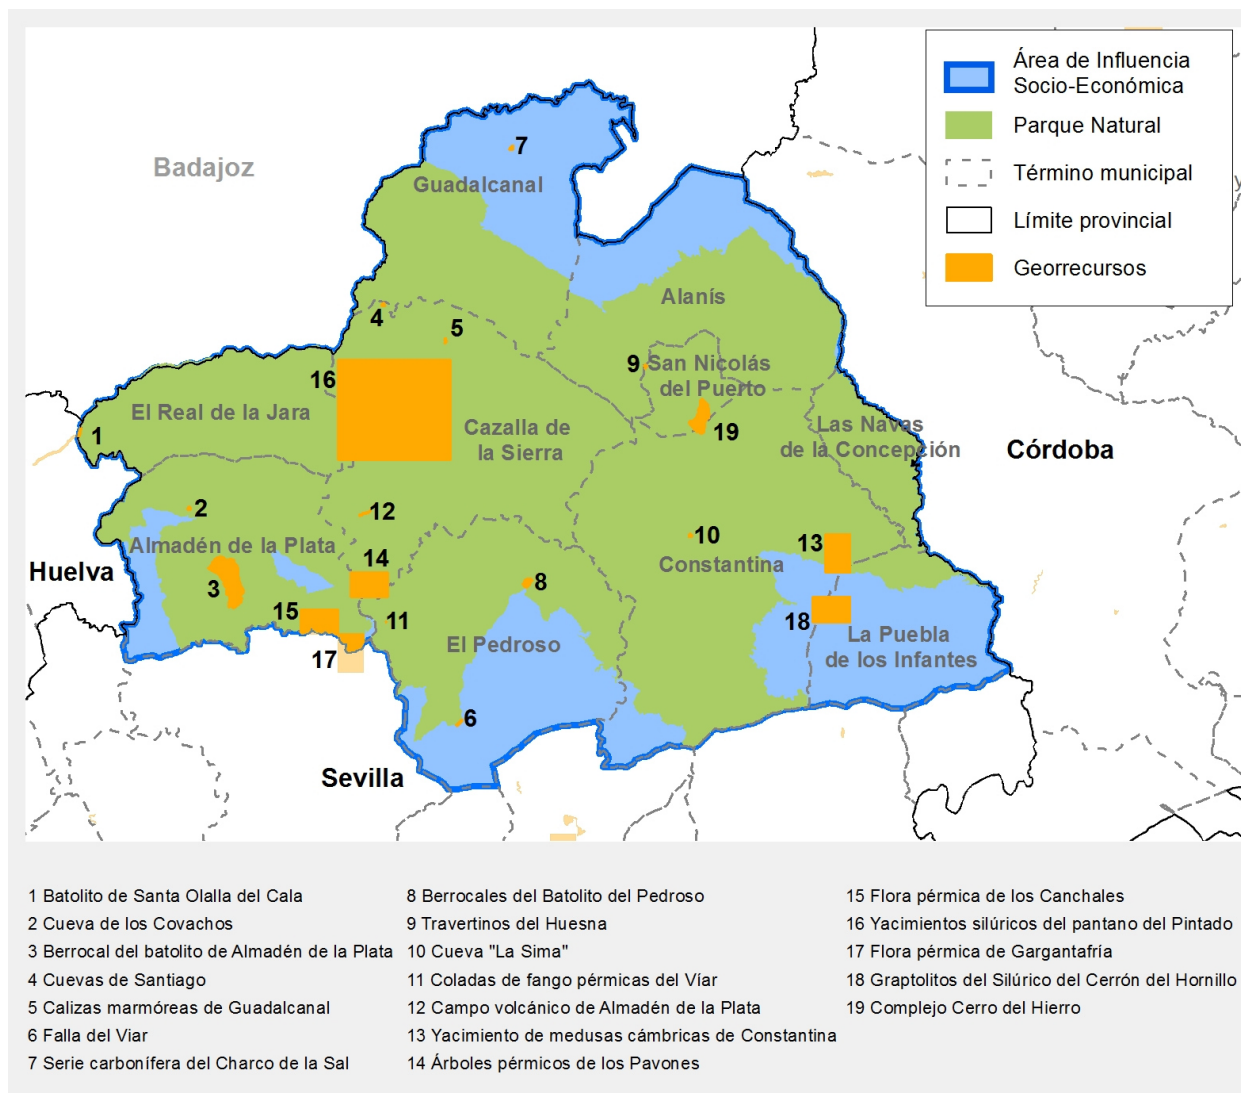 Área de Influencia
Socio-Económica
Parque Natural
Término municipal
Límite provincial
Georrecursos
Badajoz
7
Guadalcanal
Alanís
4
5
9
San Nicolás
del Puerto
16
El Real de la Jara
1
Cazalla de
la Sierra
19
Las Navas
de la Concepción
Córdoba
2
12
Almadén de la Plata
10
13
Constantina
Huelva
14
3
8
15
11
18
El Pedroso
La Puebla
de los Infantes
17
6
Sevilla
1 Batolito de Santa Olalla del Cala
2 Cueva de los Covachos
3 Berrocal del batolito de Almadén de la Plata
4 Cuevas de Santiago
5 Calizas marmóreas de Guadalcanal
6 Falla del Viar
7 Serie carbonífera del Charco de la Sal
8 Berrocales del Batolito del Pedroso
9 Travertinos del Huesna
10 Cueva "La Sima"
11 Coladas de fango pérmicas del Víar
12 Campo volcánico de Almadén de la Plata
13 Yacimiento de medusas cámbricas de Constantina
14 Árboles pérmicos de los Pavones
15 Flora pérmica de los Canchales
16 Yacimientos silúricos del pantano del Pintado
17 Flora pérmica de Gargantafría
18 Graptolitos del Silúrico del Cerrón del Hornillo
19 Complejo Cerro del Hierro